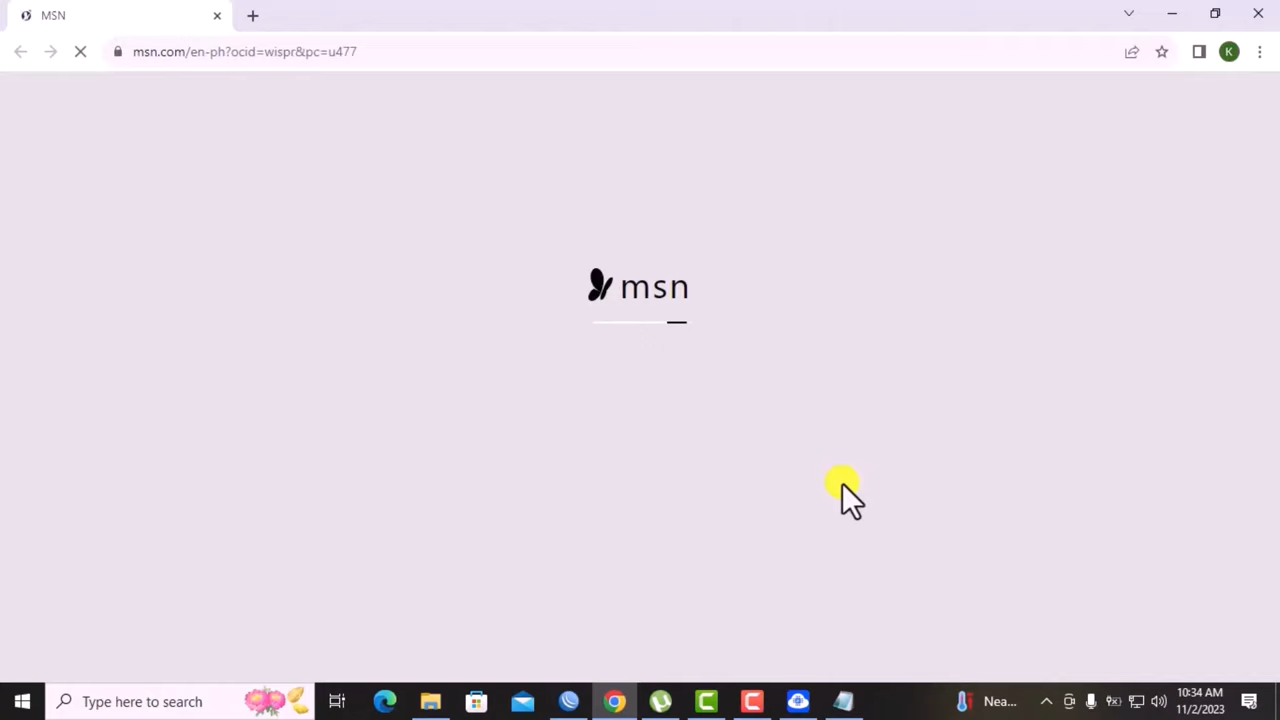 MSN
msn.com/en-ph?ocid=wispr&pc=u477
K
msn
Type here to search
Nea...
10:34 AM
11/2/2023